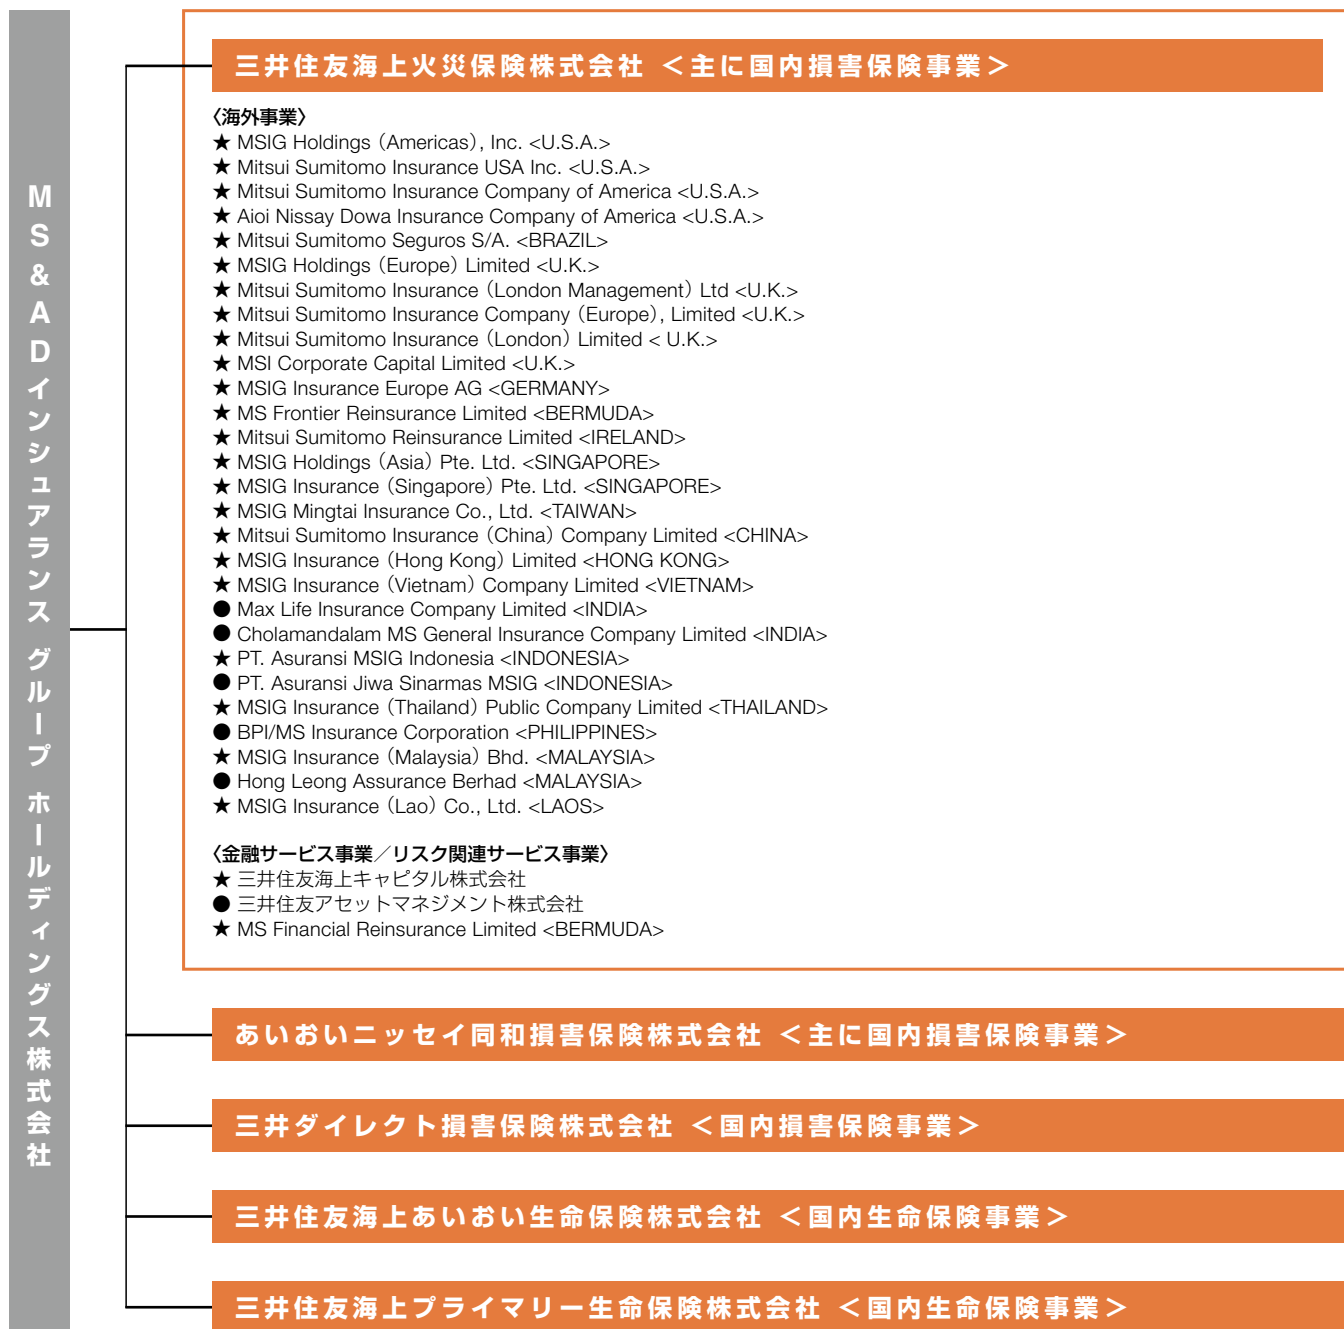 MS&ADインシュアランス グループ ホールディングス株式会社
三井住友海上火災保険株式会社 ＜主に国内損害保険事業＞
〈海外事業〉
★ MSIG Holdings（Americas）, Inc. <U.S.A.>
★ Mitsui Sumitomo Insurance USA Inc. <U.S.A.>
★ Mitsui Sumitomo Insurance Company of America <U.S.A.>
★ Aioi Nissay Dowa Insurance Company of America <U.S.A.>
★ Mitsui Sumitomo Seguros S/A. <BRAZIL>
★ MSIG Holdings（Europe）Limited <U.K.>
★ Mitsui Sumitomo Insurance（London Management）Ltd <U.K.>
★ Mitsui Sumitomo Insurance Company（Europe）, Limited <U.K.>
★ Mitsui Sumitomo Insurance（London）Limited < U.K.>
★ MSI Corporate Capital Limited <U.K.>
★ MSIG Insurance Europe AG <GERMANY>
★ MS Frontier Reinsurance Limited <BERMUDA>
★ Mitsui Sumitomo Reinsurance Limited <IRELAND>
★ MSIG Holdings（Asia）Pte. Ltd. <SINGAPORE>
★ MSIG Insurance（Singapore）Pte. Ltd. <SINGAPORE>
★ MSIG Mingtai Insurance Co., Ltd. <TAIWAN>
★ Mitsui Sumitomo Insurance（China）Company Limited <CHINA>
★ MSIG Insurance（Hong Kong）Limited <HONG KONG>
★ MSIG Insurance（Vietnam）Company Limited <VIETNAM>
● Max Life Insurance Company Limited <INDIA>
● Cholamandalam MS General Insurance Company Limited <INDIA>
★ PT. Asuransi MSIG Indonesia <INDONESIA>
● PT. Asuransi Jiwa Sinarmas MSIG <INDONESIA>
★ MSIG Insurance（Thailand）Public Company Limited <THAILAND>
● BPI/MS Insurance Corporation <PHILIPPINES>
★ MSIG Insurance（Malaysia）Bhd. <MALAYSIA>
● Hong Leong Assurance Berhad <MALAYSIA>
★ MSIG Insurance（Lao）Co., Ltd. <LAOS>
〈金融サービス事業／リスク関連サービス事業〉
★ 三井住友海上キャピタル株式会社
● 三井住友アセットマネジメント株式会社
★ MS Financial Reinsurance Limited <BERMUDA>
あいおいニッセイ同和損害保険株式会社 ＜主に国内損害保険事業＞
三井ダイレクト損害保険株式会社 ＜国内損害保険事業＞
三井住友海上あいおい生命保険株式会社 ＜国内生命保険事業＞
三井住友海上プライマリー生命保険株式会社 ＜国内生命保険事業＞